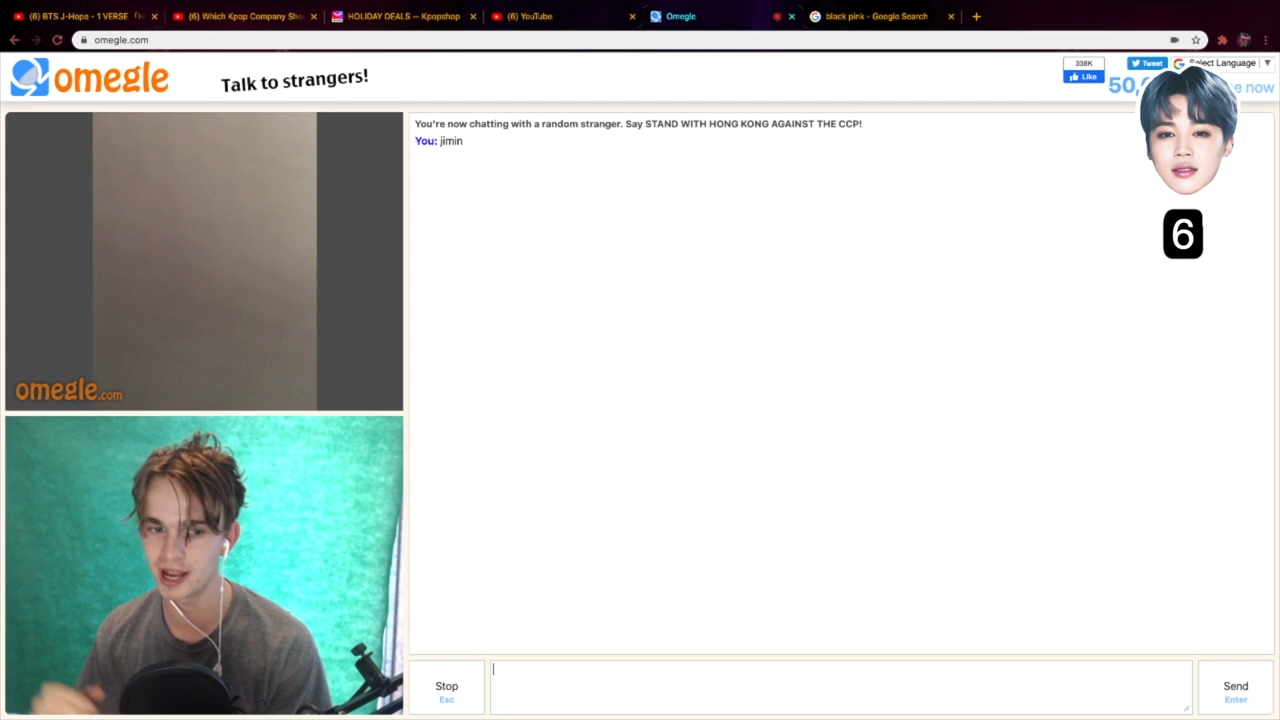 (6) BTS J-Hope - 1 VERSE
(6) Which Kpop Company Sho
HOLIDAY DEALS — Kpopshop
(6) YouTube
Omegle
black pink - Google Search
omegle.com
omegle
Talk to strangers!
338K
Like
Tweet
Select Language
50,
now
You're now chatting with a random stranger. Say STAND WITH HONG KONG AGAINST THE CCP!
You: jimin
6
omegle.com
Stop
Esc
Send
Enter